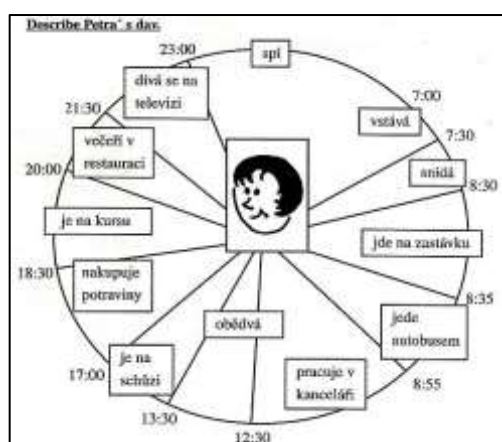 Describe Petra´s day.
23:00
spí
dívá se na
televizi
7:00
21:30
vstává
7:30
večeří v
restauraci
snídá
20:00
8:30
je na kursu
jde na zastávku
18:30
nakupuje
potraviny
8:35
obědvá
jede
autobusem
je na
schůzi
17:00
pracuje v
kanceláři
8:55
13:30
12:30